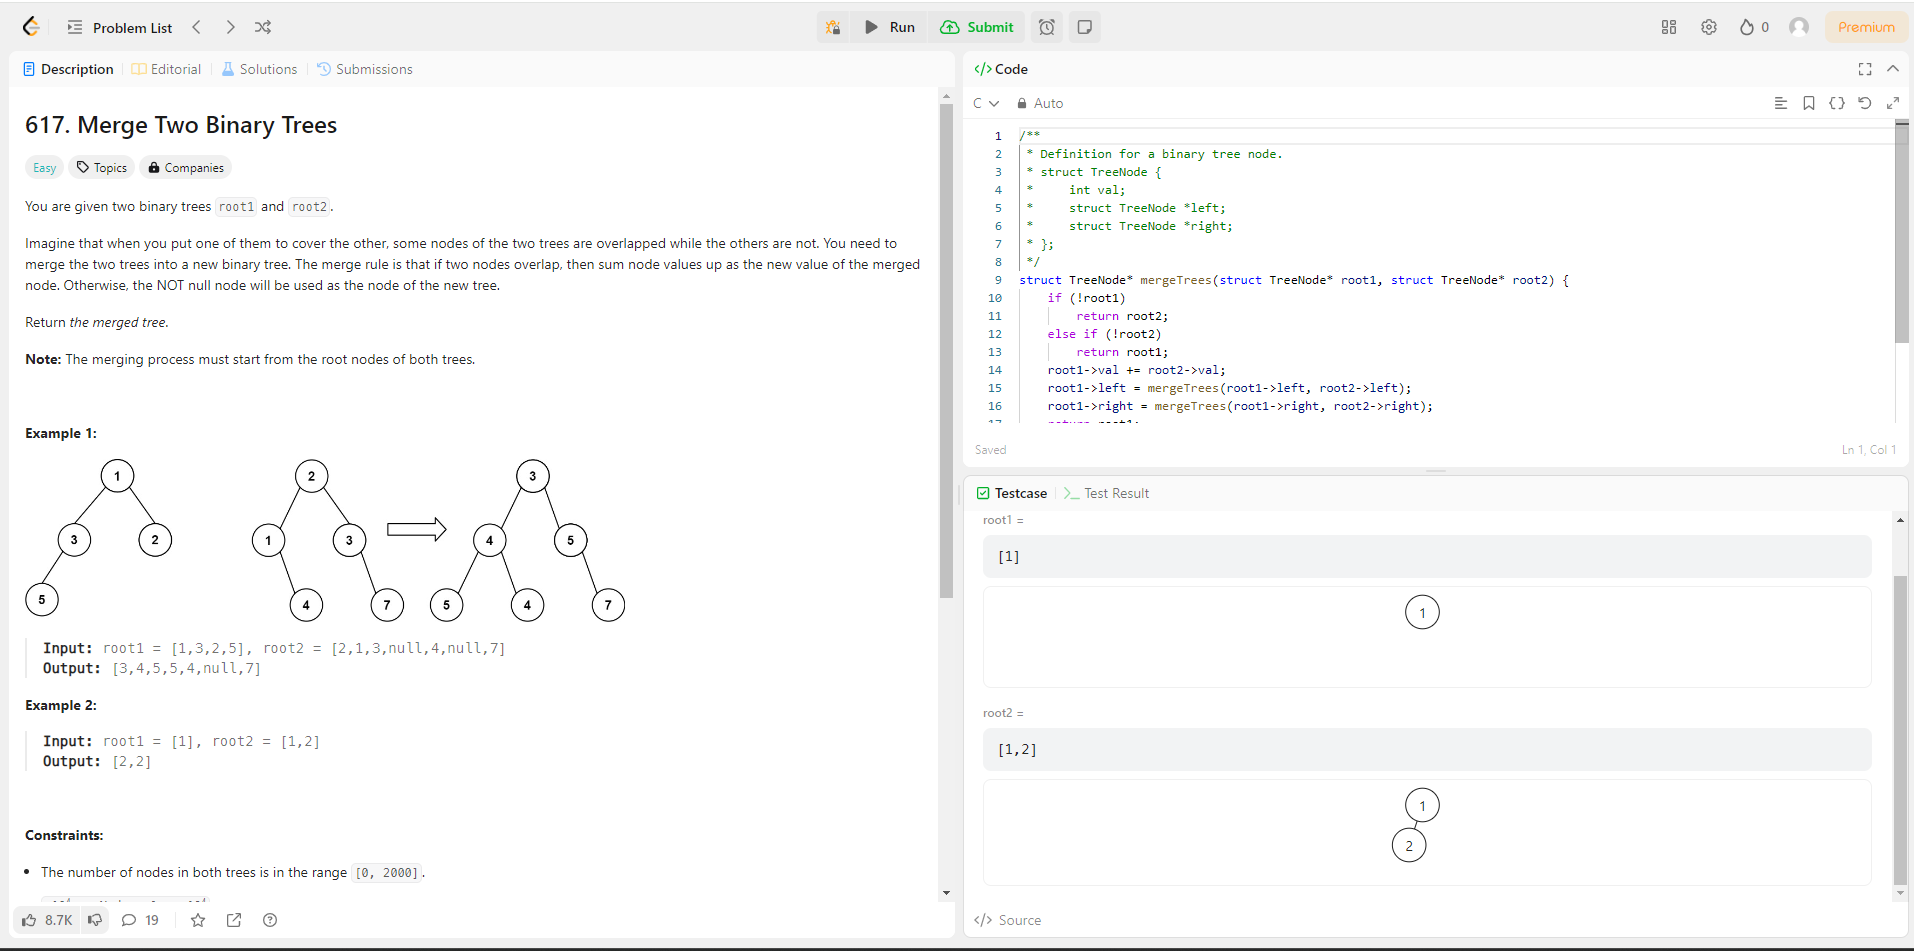 Problem List
Run
Submit
0
Premium
Description
Editorial
Solutions
Submissions
617. Merge Two Binary Trees
Easy
Topics
Companies
You are given two binary trees root1 and root2.
Imagine that when you put one of them to cover the other, some nodes of the two trees are overlapped while the others are not. You need to
merge the two trees into a new binary tree. The merge rule is that if two nodes overlap, then sum node values up as the new value of the merged
node. Otherwise, the NOT null node will be used as the node of the new tree.
Return the merged tree.
Note: The merging process must start from the root nodes of both trees.
Example 1:
1 2 3
3 2 1 3 4 5
5 4 7 5 4 7
Input: root1 = [1,3,2,5], root2 = [2,1,3,null,4,null,7]
Output: [3,4,5,5,4,null,7]
Example 2:
Input: root1 = [1], root2 = [1,2]
Output: [2,2]
Constraints:
• The number of nodes in both trees is in the range [0, 2000].
8.7K
19
</> Code
C
Auto
1 /**
2 * Definition for a binary tree node.
3 * struct TreeNode {
4 * int val;
5 * struct TreeNode *left;
6 * struct TreeNode *right;
7 * };
8 */
9 struct TreeNode* mergeTrees(struct TreeNode* root1, struct TreeNode* root2) {
10 if (!root1)
11 return root2;
12 else if (!root2)
13 return root1;
14 root1->val += root2->val;
15 root1->left = mergeTrees(root1->left, root2->left);
16 root1->right = mergeTrees(root1->right, root2->right);
17 return root1;
Saved
Ln 1, Col 1
Testcase
Test Result
root1 =
[1]
1
root2 =
[1,2]
1
2
</> Source